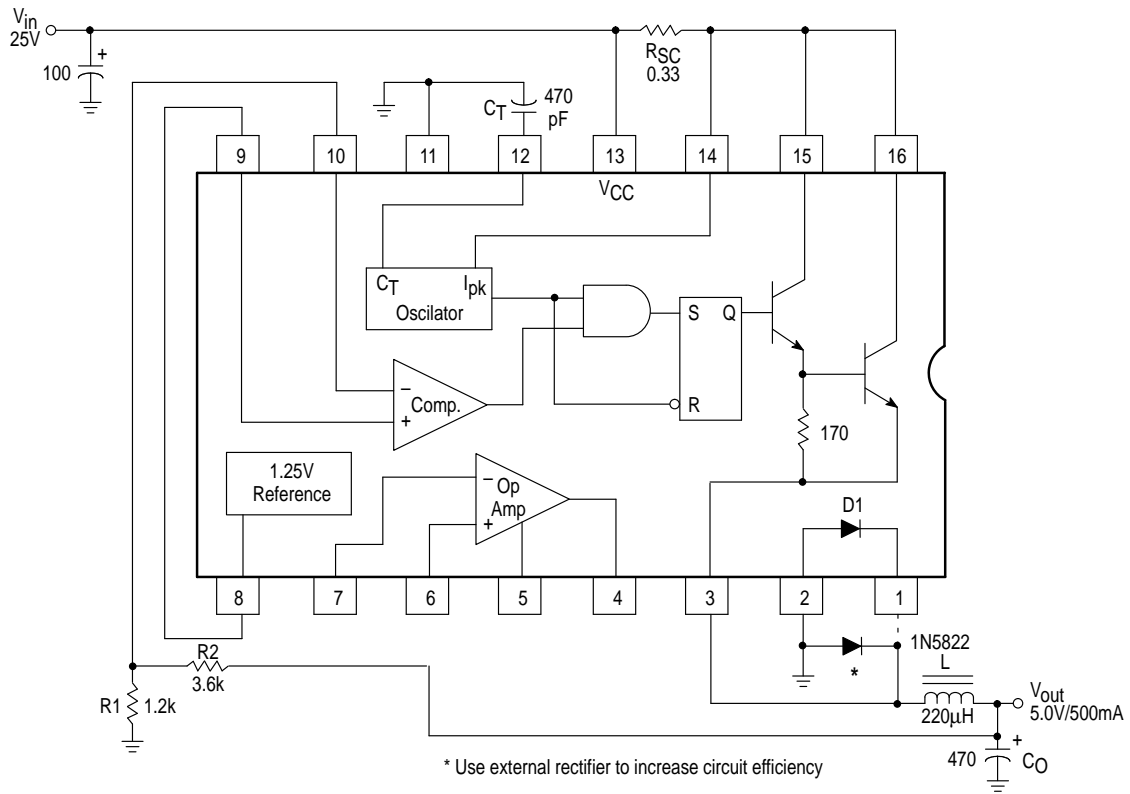 Vin
25V
100
+
RSC
0.33
CT
470
pF
9
10
11
12
13
14
15
16
VCC
CT
Ipk
Oscilator
S
Q
R
−
Comp.
+
170
1.25V
Reference
−
Op
Amp
+
D1
8
7
6
5
4
3
2
1
R2
3.6k
R1
1.2k
*
1N5822
L
220µH
Vout
5.0V/500mA
470
+
CO
* Use external rectifier to increase circuit efficiency